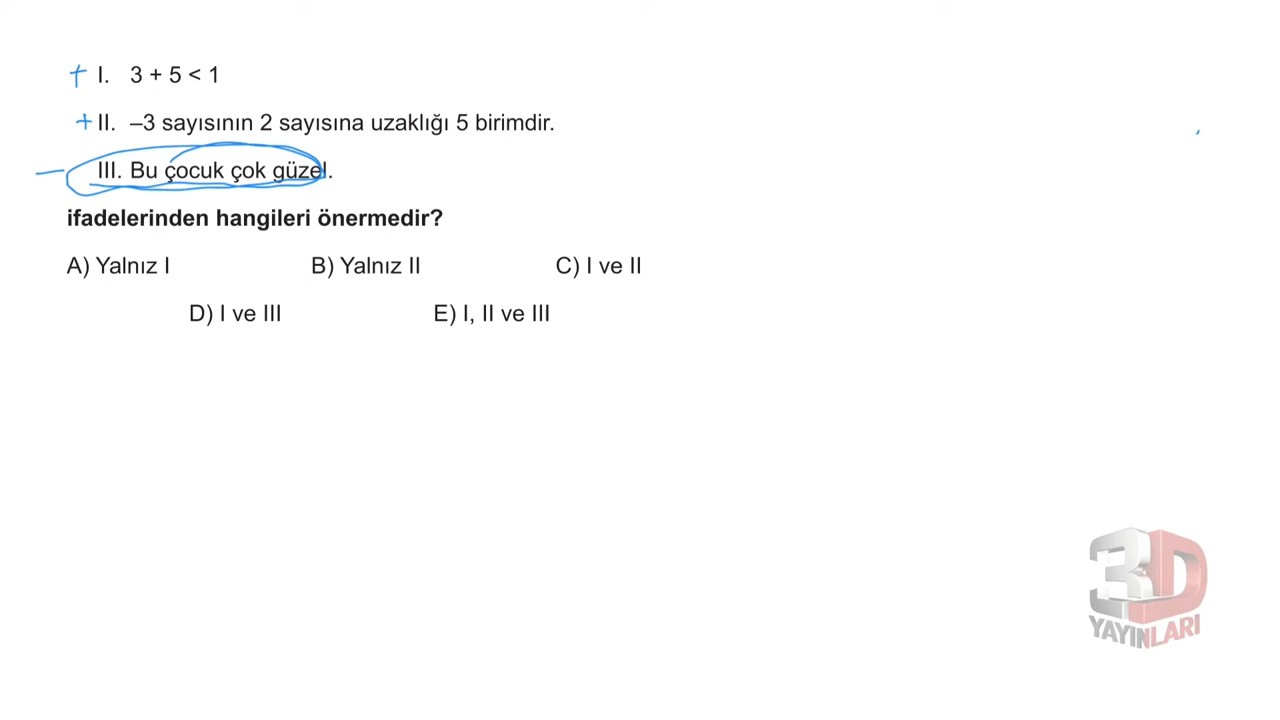 + I. 3 + 5 < 1
+ II. –3 sayısının 2 sayısına uzaklığı 5 birimdir.
– III. Bu çocuk çok güzel.
ifadelerinden hangileri önermedir?
A) Yalnız I B) Yalnız II C) I ve II
D) I ve III E) I, II ve III
3D
YAYINLARI